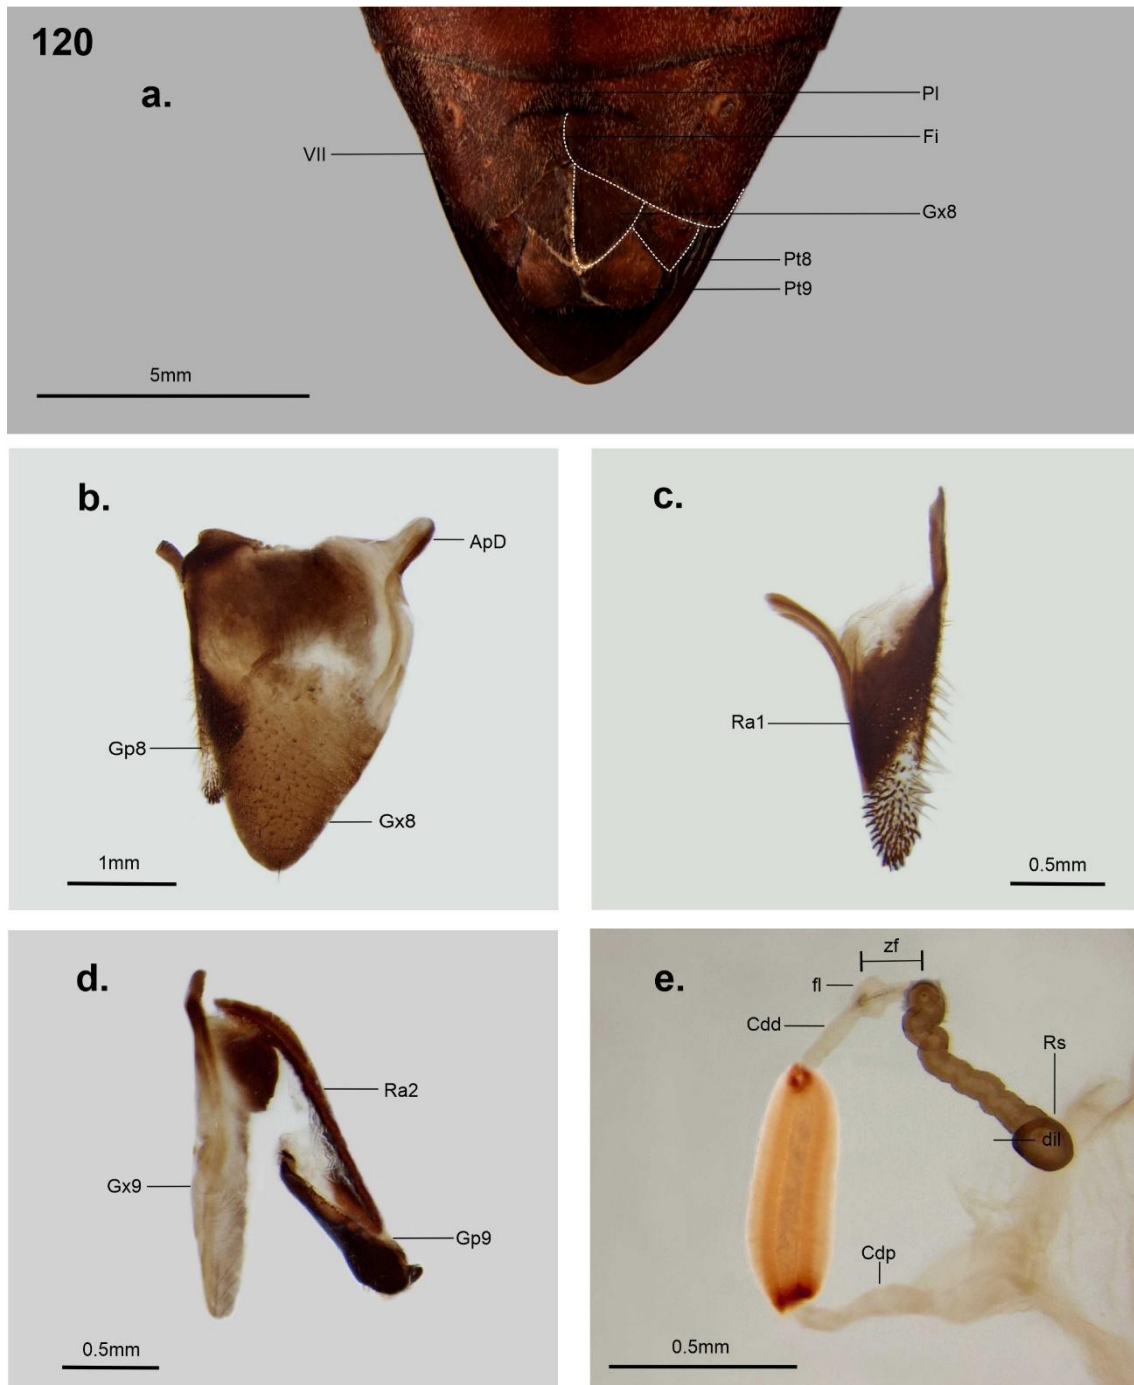 120
a.
Pl
Fi
VII
Gx8
Pt8
Pt9
5mm
b.
ApD
Gp8
Gx8
1mm
c.
Ra1
0.5mm
d.
Ra2
Gx9
Gp9
0.5mm
e.
zf
fl
Cdd
Rs
dil
Cdp
0.5mm